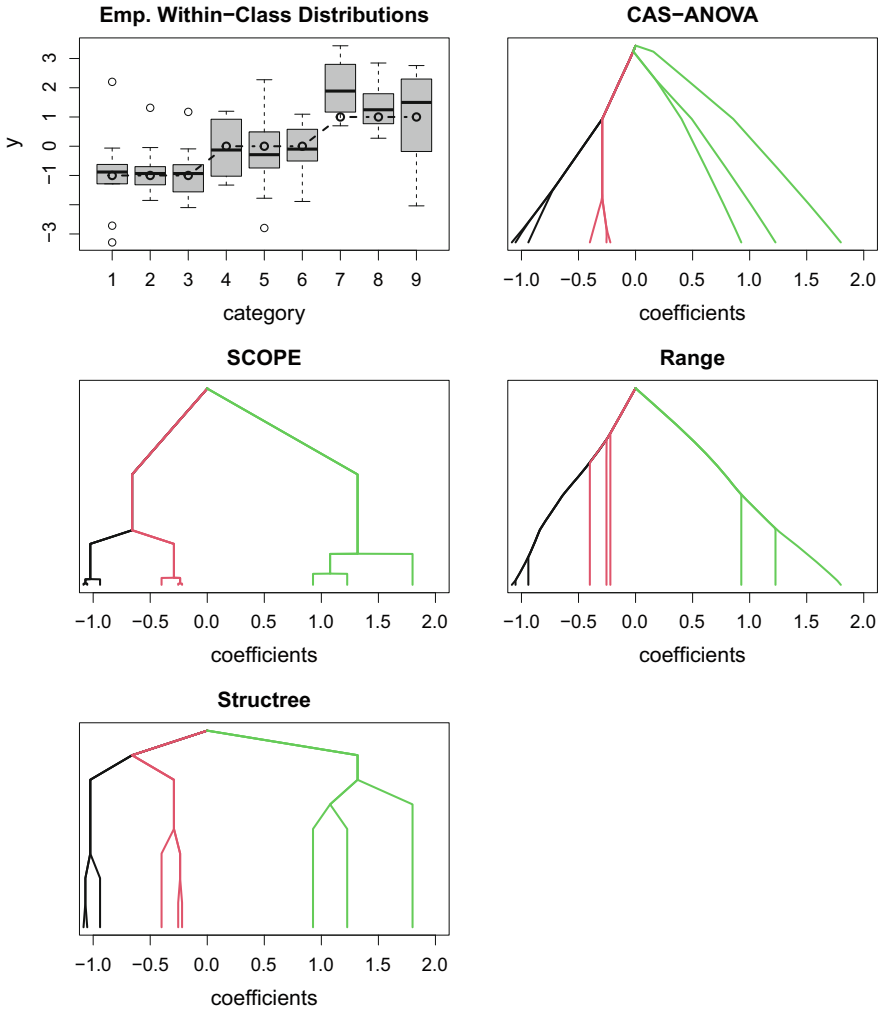 Emp. Within−Class Distributions
y
3
2
1
0
−1
−3
1 2 3 4 5 6 7 8 9
category
CAS−ANOVA
−1.0 −0.5 0.0 0.5 1.0 1.5 2.0
coefficients
SCOPE
−1.0 −0.5 0.0 0.5 1.0 1.5 2.0
coefficients
Range
−1.0 −0.5 0.0 0.5 1.0 1.5 2.0
coefficients
Structree
−1.0 −0.5 0.0 0.5 1.0 1.5 2.0
coefficients